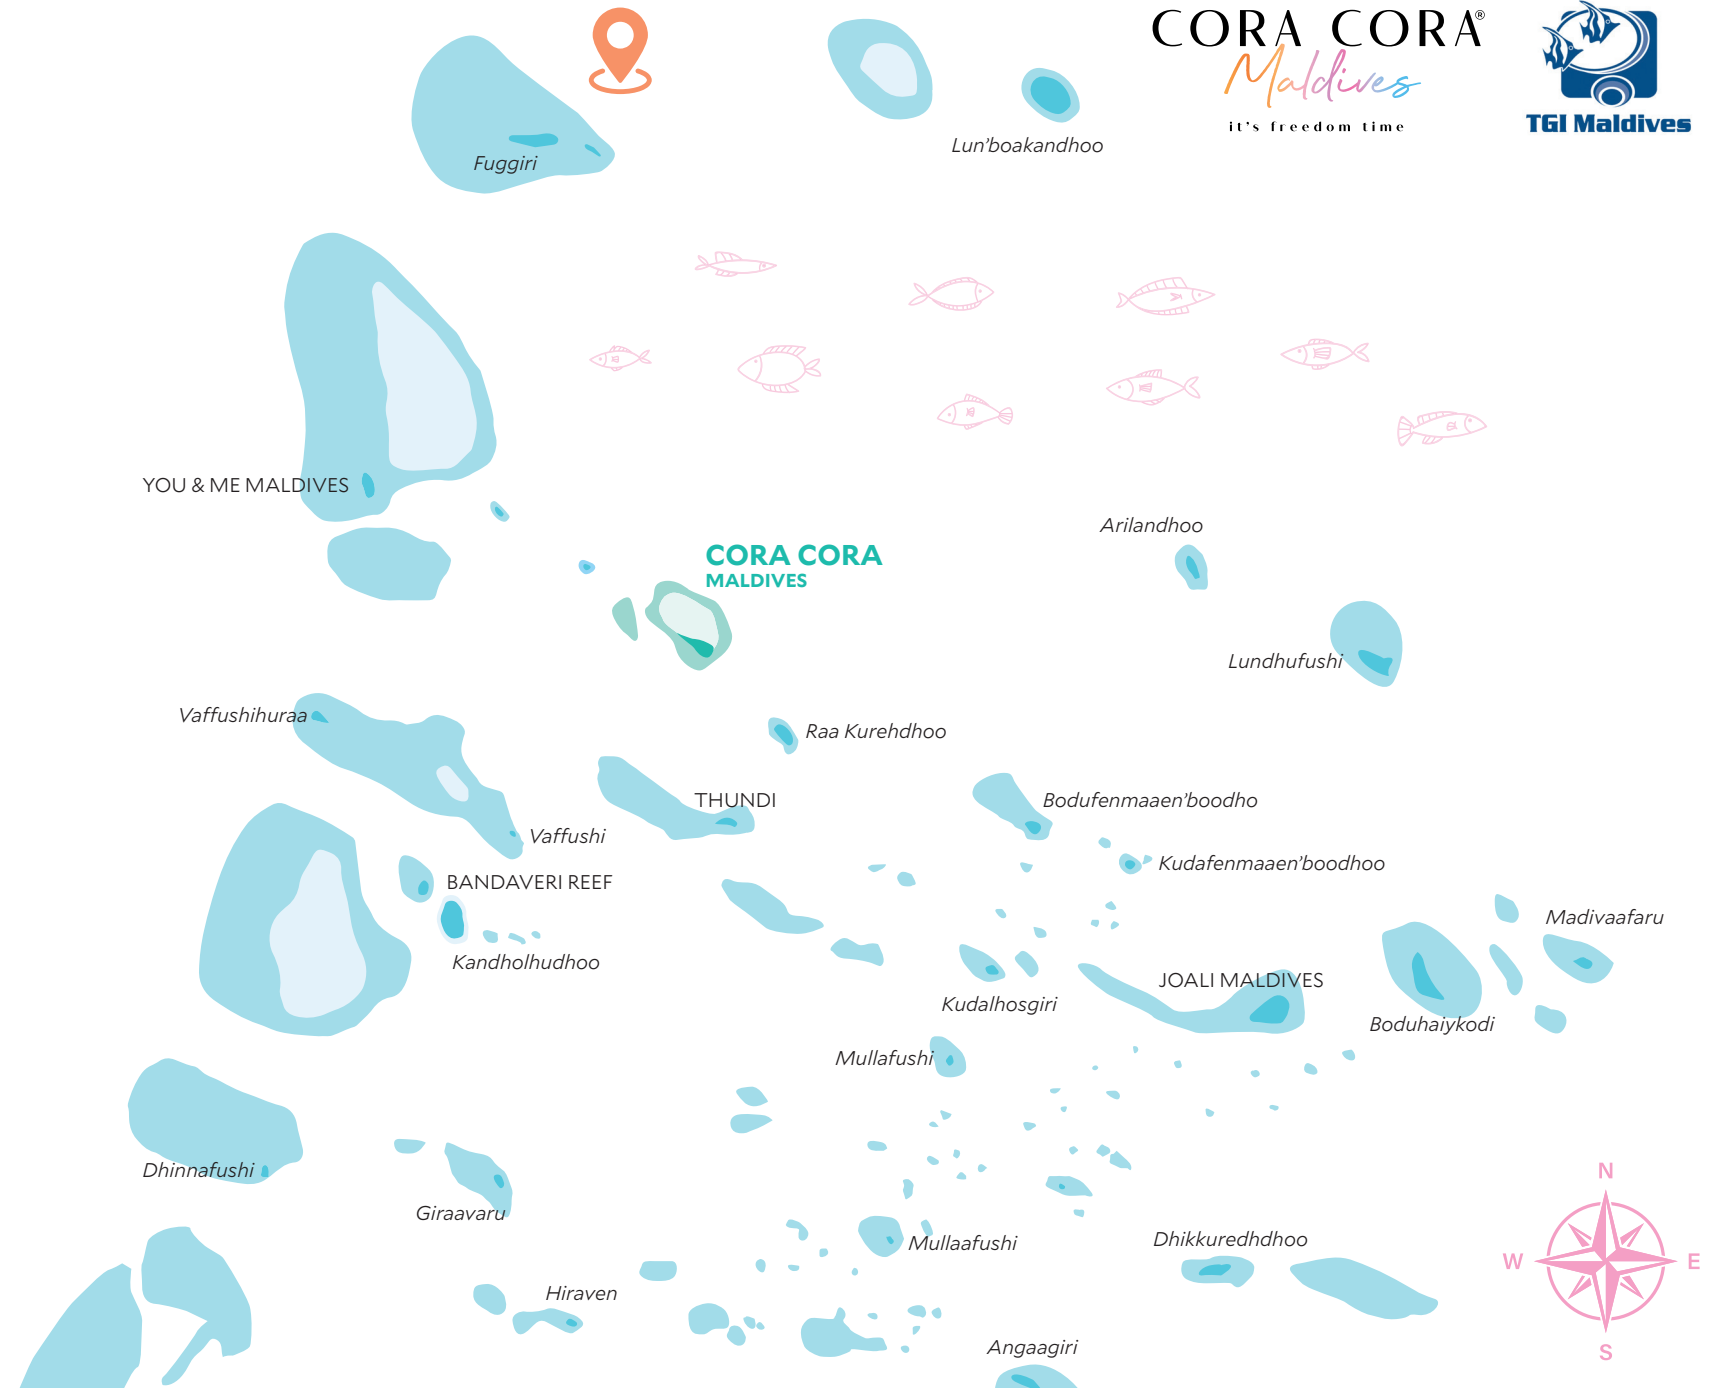 CORA CORA®
Maldives
it's freedom time
TGI Maldives
Lun'boakandhoo
Fuggiri
YOU & ME MALDIVES
Arilandhoo
CORA CORA
MALDIVES
Lundhufushi
Vaffushihuraa
Raa Kurehdhoo
THUNDI
Bodufenmaaen'boodho
Vaffushi
Kudafenmaaen'boodhoo
BANDAVERI REEF
Madivaafaru
Kandholhudhoo
JOALI MALDIVES
Kudalhosgiri
Boduhaiykodi
Mullafushi
Dhinnafushi
N
Giraavaru
Dhikkuredhdhoo
Mullaafushi
W
E
Hiraven
Angaagiri
S